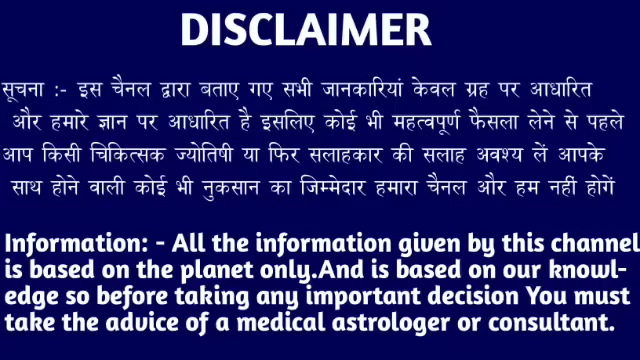 DISCLAIMER
सूचना :- इस चैनल द्वारा बताए गए सभी जानकारियां केवल ग्रह पर आधारित
और हमारे ज्ञान पर आधारित है इसलिए कोई भी महत्वपूर्ण फैसला लेने से पहले
आप किसी चिकित्सक ज्योतिषी या फिर सलाहकार की सलाह अवश्य लें आपके
साथ होने वाली कोई भी नुकसान का जिम्मेदार हमारा चैनल और हम नहीं होगें
Information: - All the information given by this channel
is based on the planet only.And is based on our knowl-
edge so before taking any important decision You must
take the advice of a medical astrologer or consultant.